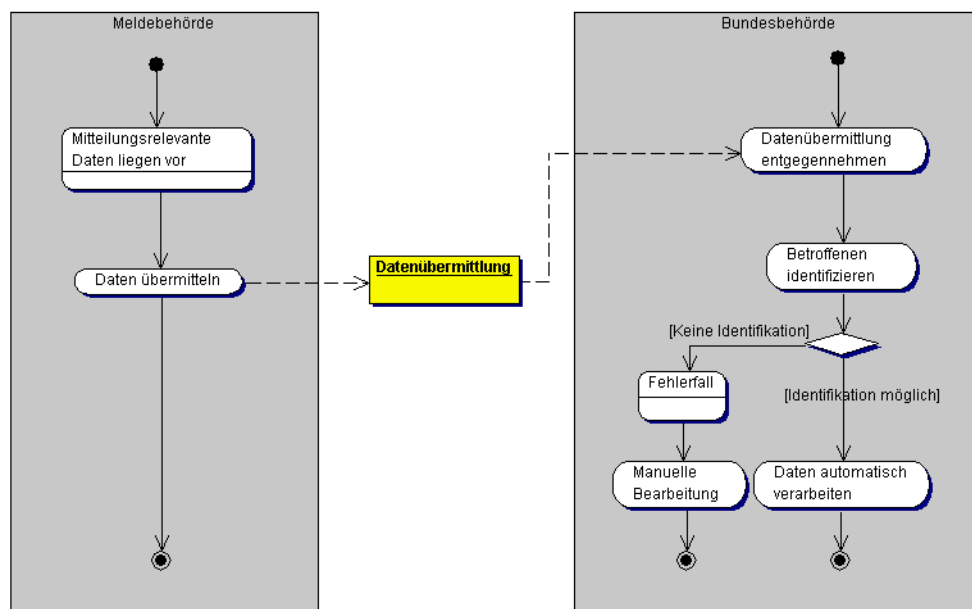 Meldebehörde
Mitteilungsrelevante
Daten liegen vor
Daten übermitteln
Datenübermittlung
Bundesbehörde
Datenübermittlung
entgegennehmen
Betroffenen
identifizieren
[Keine Identifikation]
Fehlerfall
[Identifikation möglich]
Manuelle
Bearbeitung
Daten automatisch
verarbeiten